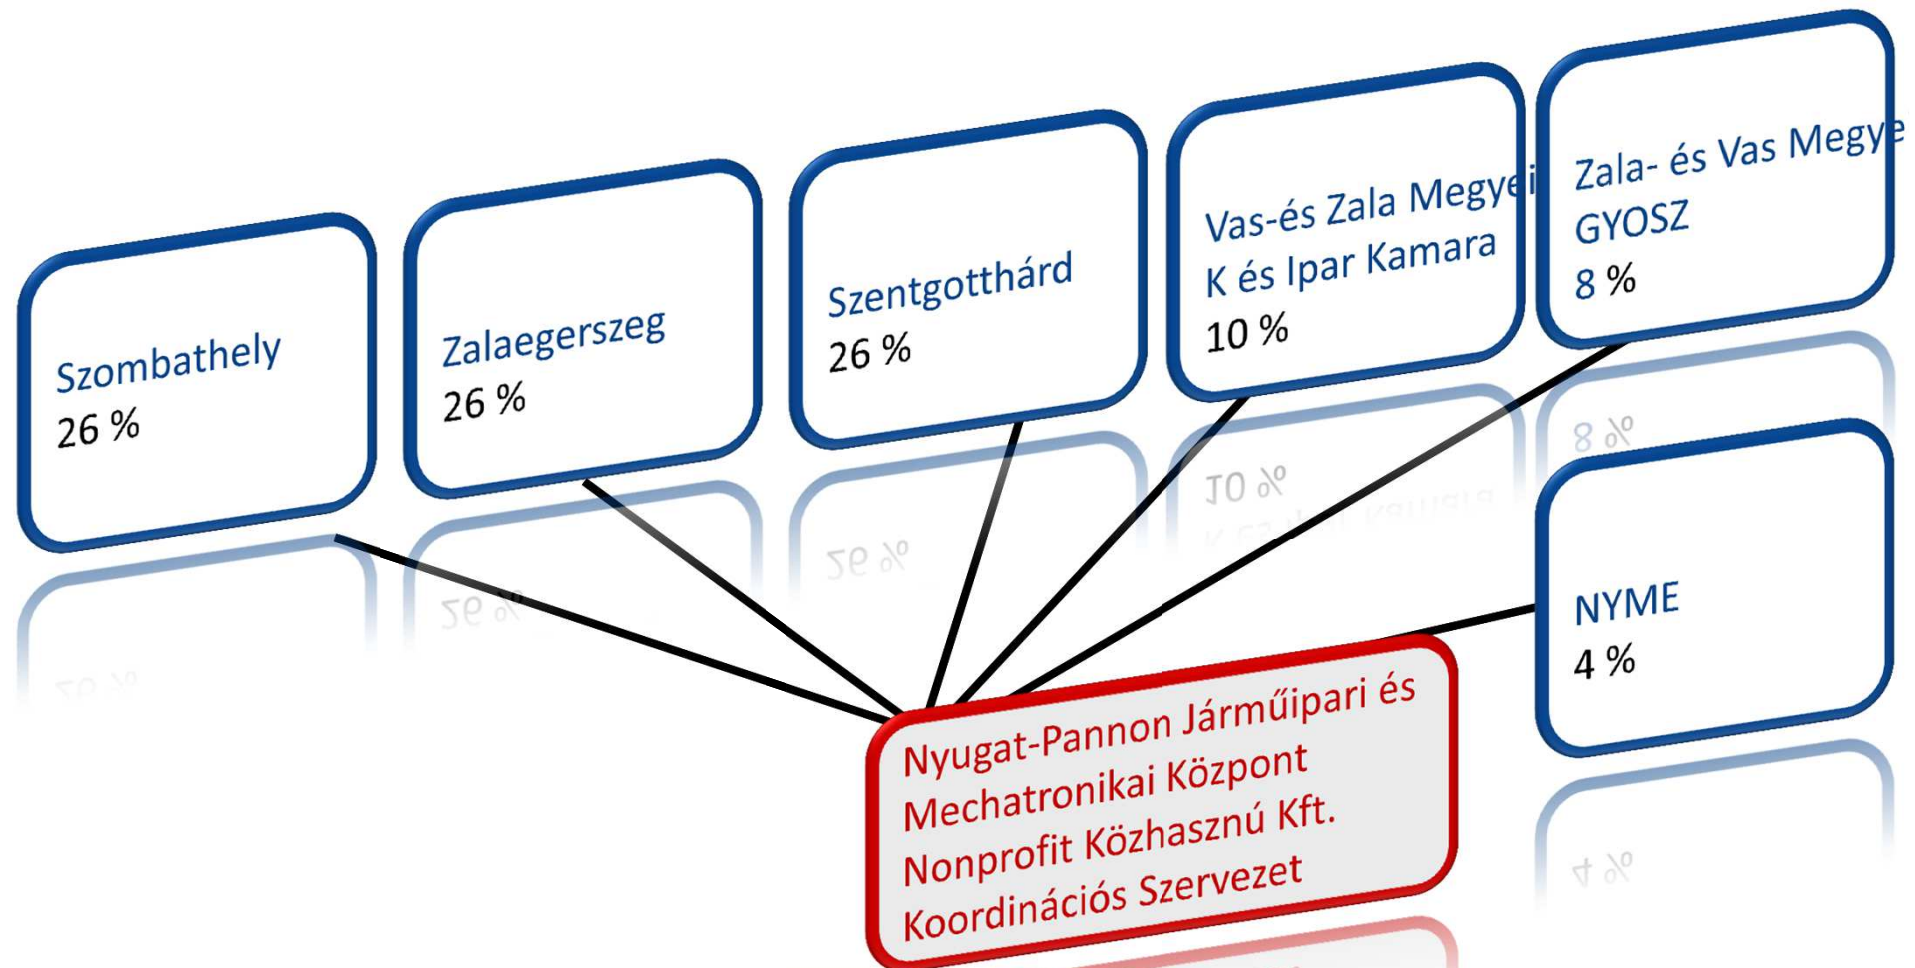 Szombathely
26 %
Zalaegerszeg
26 %
Szentgotthárd
26 %
Vas-és Zala Megyei
K és Ipar Kamara
10 %
Zala- és Vas Megye
GYOSZ
8 %
NYME
4 %
Nyugat-Pannon Járműipari és
Mechatronikai Központ
Nonprofit Közhasznú Kft.
Koordinációs Szervezet